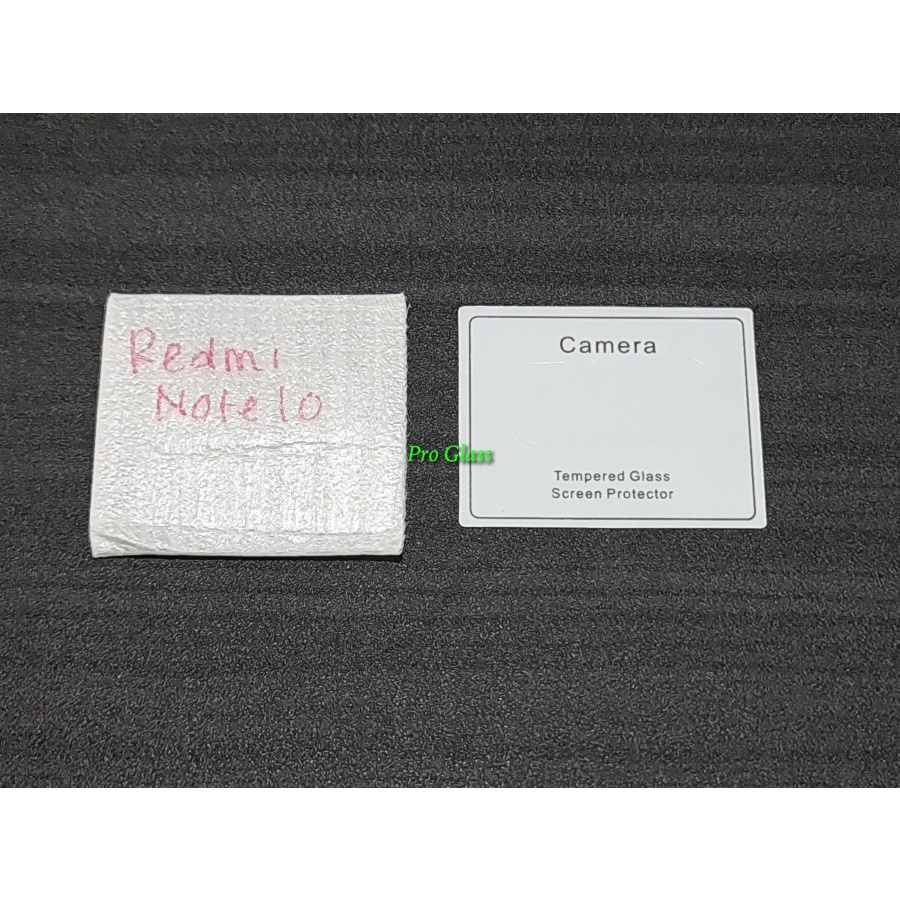 Redmi
Note 10
Pro Glass
Camera
Tempered Glass
Screen Protector